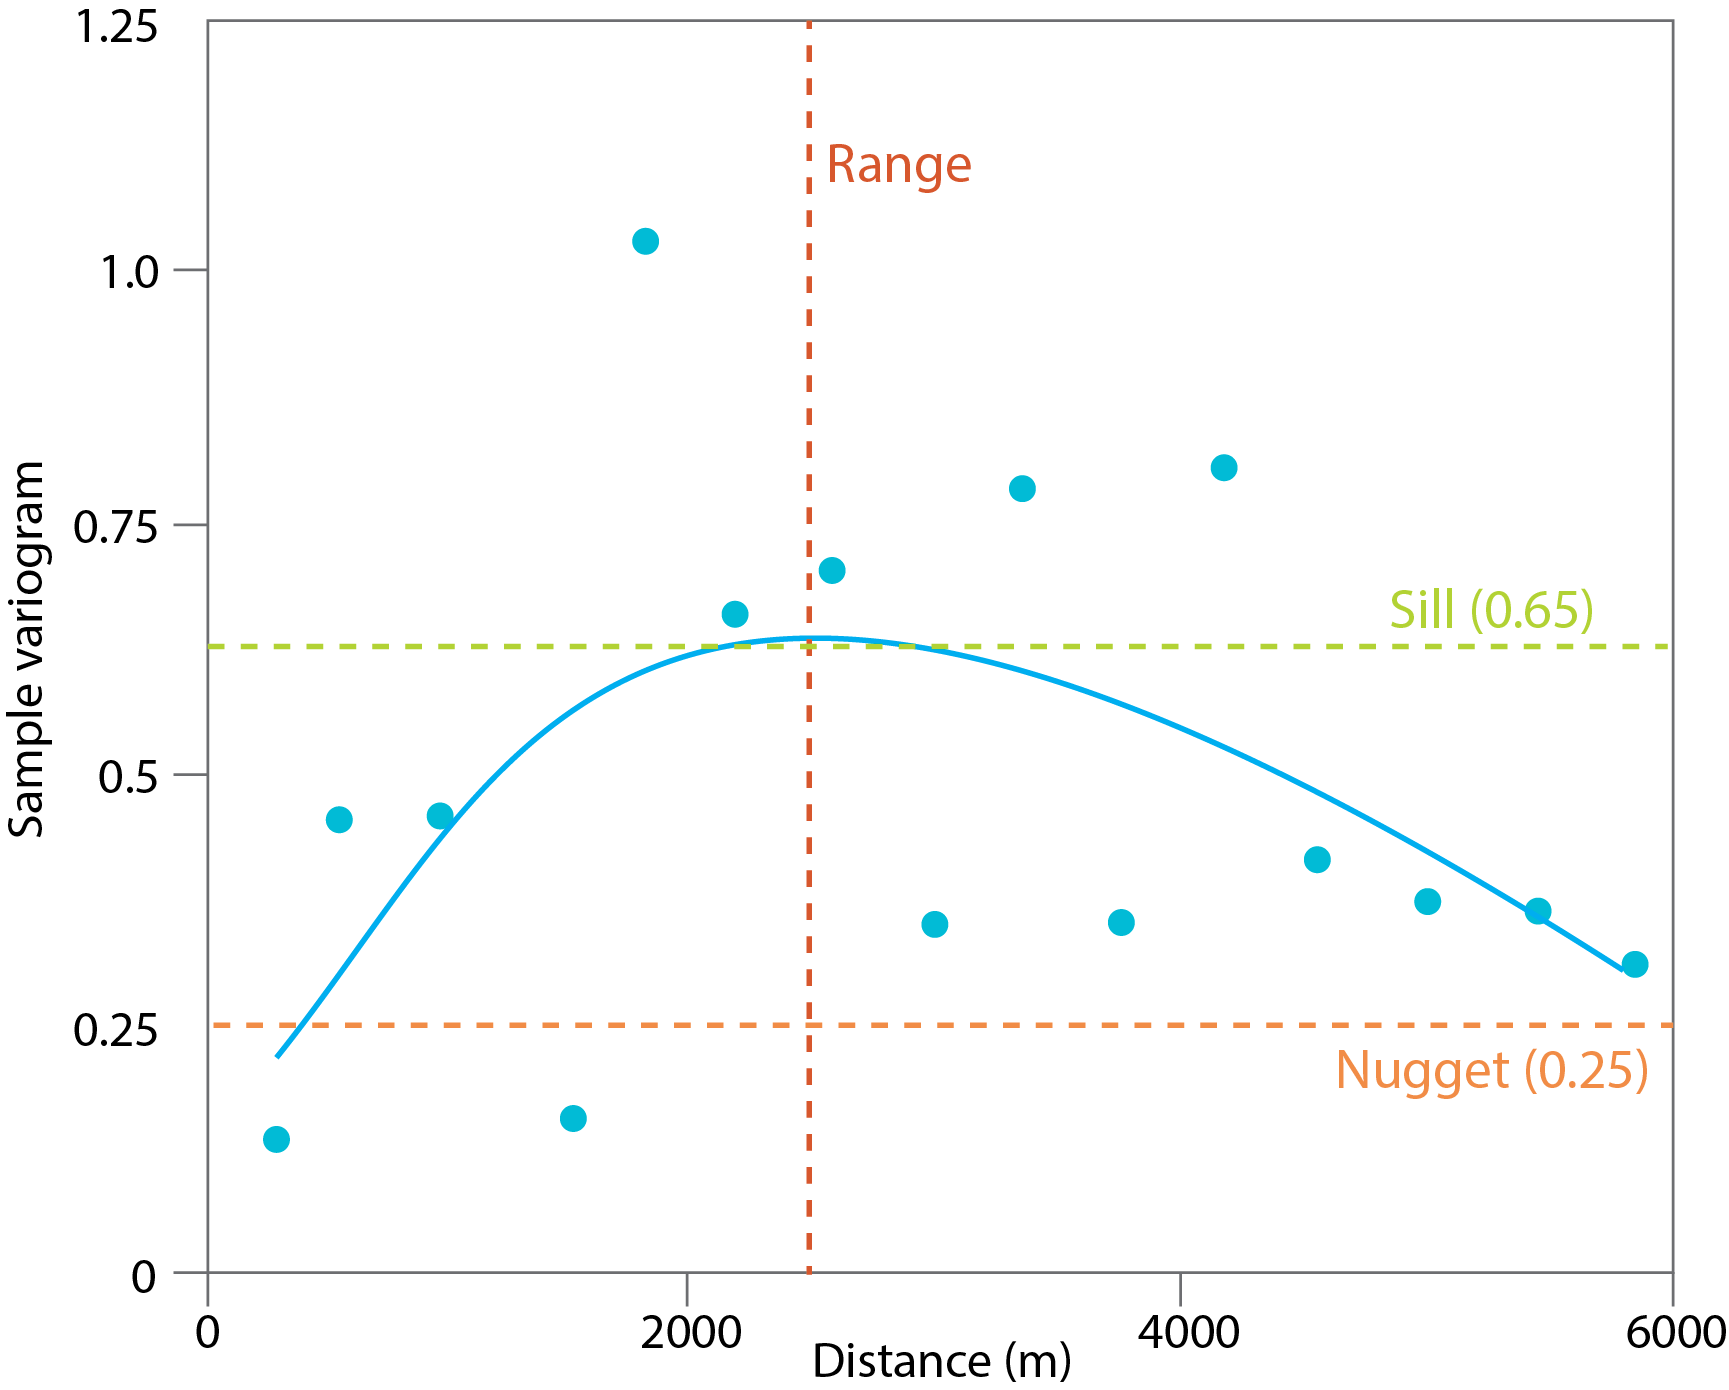 1.25
Range
1.0
0.75
Sill (0.65)
Sample variogram
0.5
0.25
Nugget (0.25)
0
0
2000
4000
6000
Distance (m)